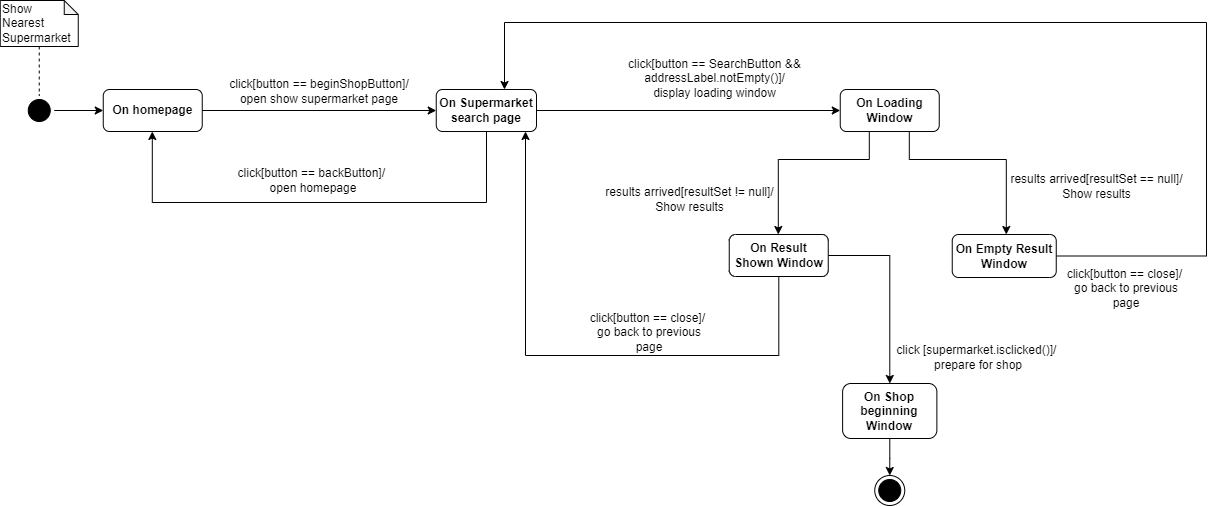 Show
Nearest
Supermarket
click[button == beginShopButton]/
open show supermarket page
click[button == SearchButton &&
addressLabel.notEmpty()]/
display loading window
On homepage
On Supermarket
search page
On Loading
Window
click[button == backButton]/
open homepage
results arrived[resultSet != null]/
Show results
results arrived[resultSet == null]/
Show results
On Result
Shown Window
On Empty Result
Window
click[button == close]/
go back to previous
page
click[button == close]/
go back to previous
page
click [supermarket.isclicked()]/
prepare for shop
On Shop
beginning
Window